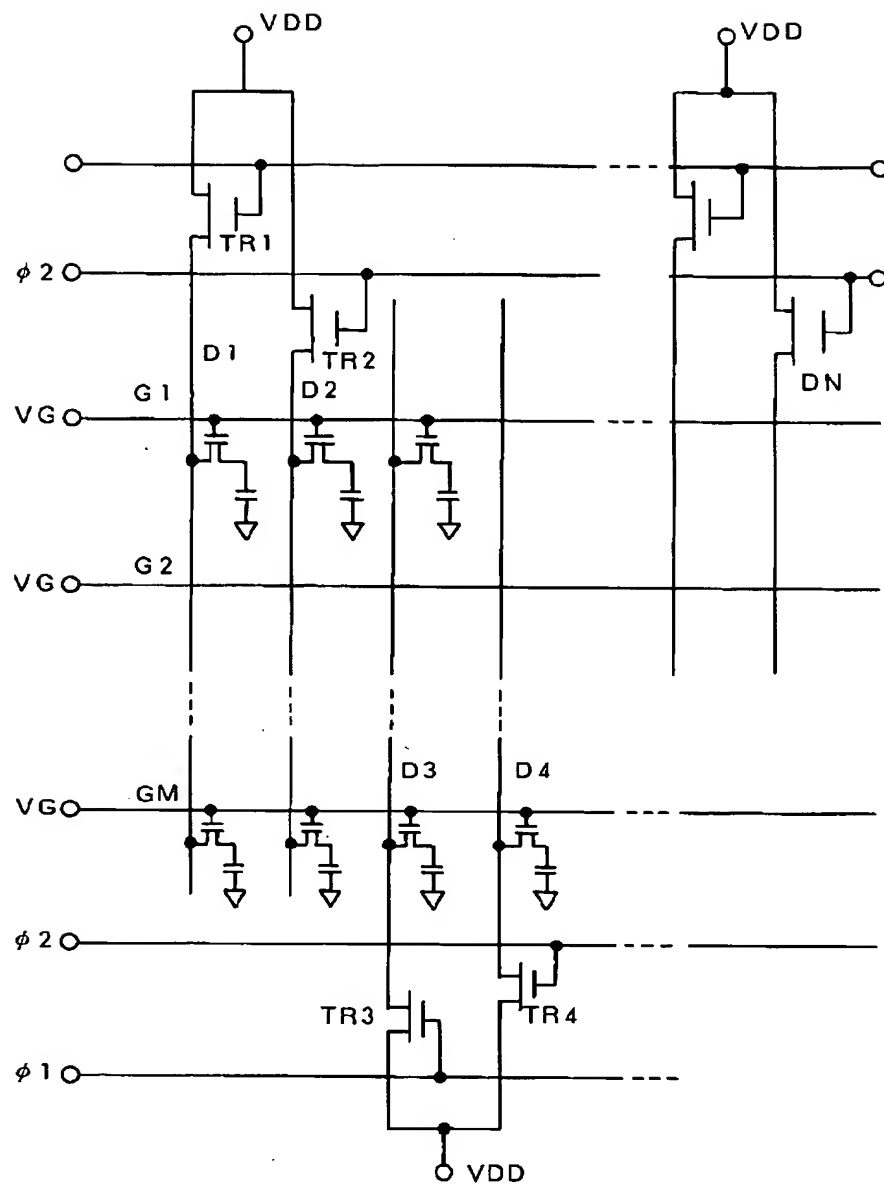 VDD VDD
TR1
φ2
TR2
D1 D2 DN
G1
VG
G2
VG
D3 D4
GM
VG
φ2
TR3 TR4
φ1
VDD